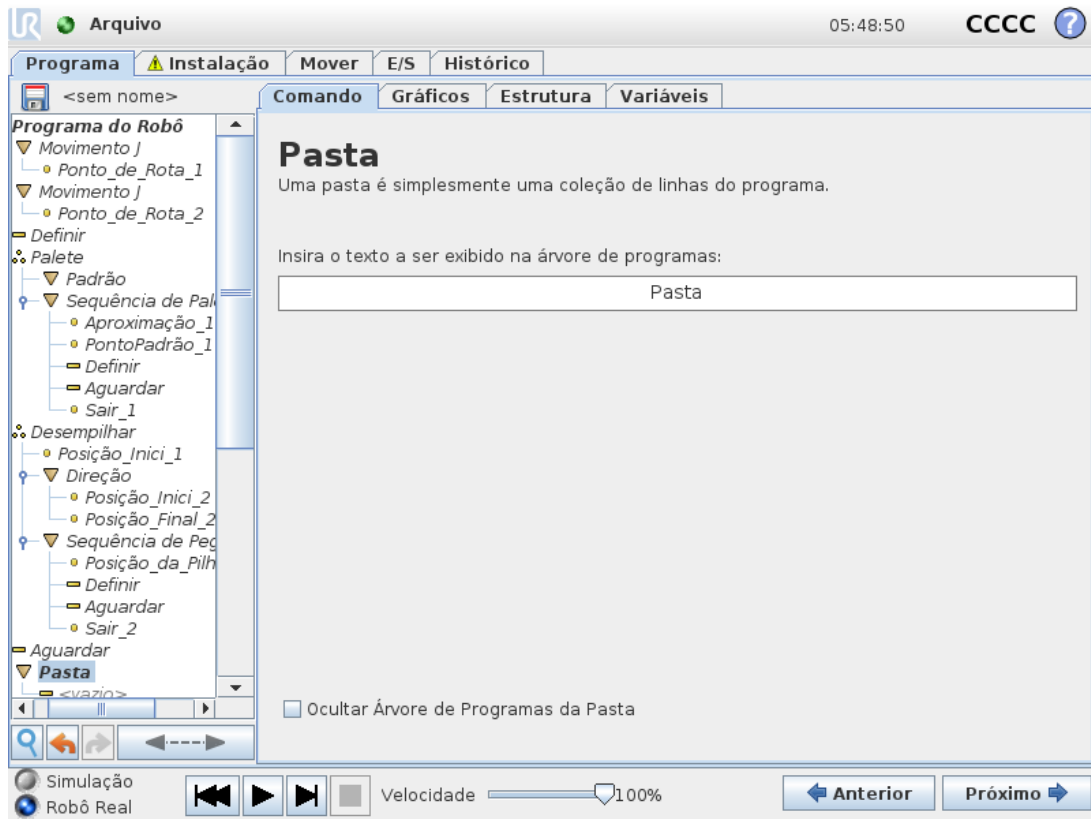 UR Arquivo 05:48:50 CCCC ?
Programa Instalação Mover E/S Histórico
<sem nome>
Comando Gráficos Estrutura Variáveis
Programa do Robô
Movimento J
Ponto_de_Rota_1
Movimento J
Ponto_de_Rota_2
Definir
Palete
Padrão
Sequência de Pal
Aproximação_1
PontoPadrão_1
Definir
Aguardar
Sair_1
Desempilhar
Posição_Inici_1
Direção
Posição_Inici_2
Posição_Final_2
Sequência de Peg
Posição_da_Pilh
Definir
Aguardar
Sair_2
Aguardar
Pasta
<vazio>
Pasta
Uma pasta é simplesmente uma coleção de linhas do programa.
Insira o texto a ser exibido na árvore de programas:
Pasta
Ocultar Árvore de Programas da Pasta
Simulação
Robô Real
Velocidade 100%
Anterior Próximo